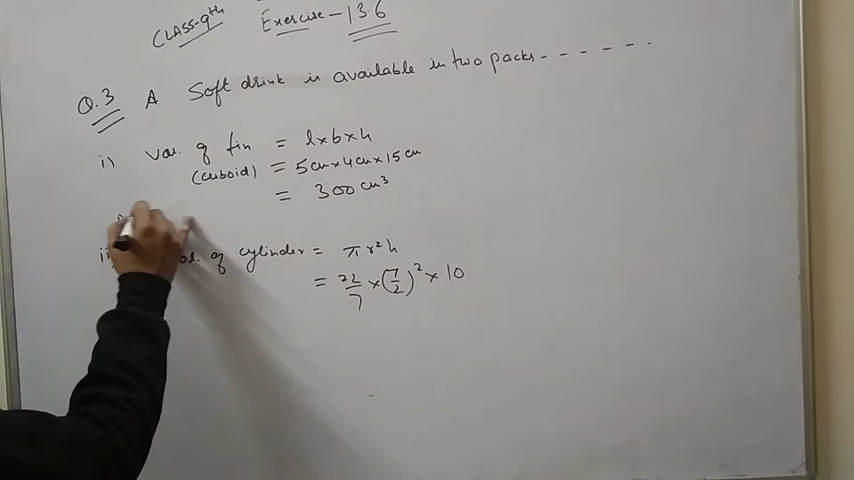 CLASS-9th
Exercise-13.6
Q.3 A Soft drink is available in two packs- - - - - -
i) Vol. of tin = l×b×h
(cuboid) = 5cm×4cm×15cm
= 300 cm³
ii) of cylinder = πr²h
= 22/7 × (7/2)² × 10